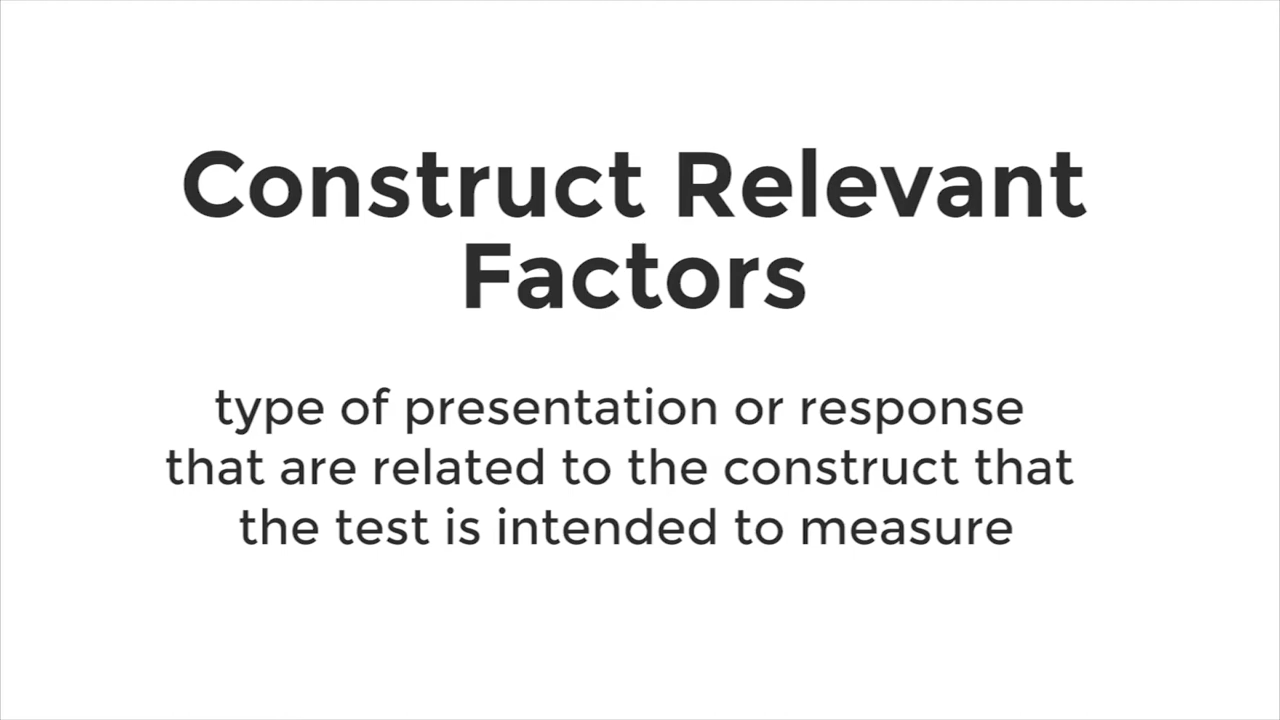 Construct Relevant
Factors
type of presentation or response
that are related to the construct that
the test is intended to measure